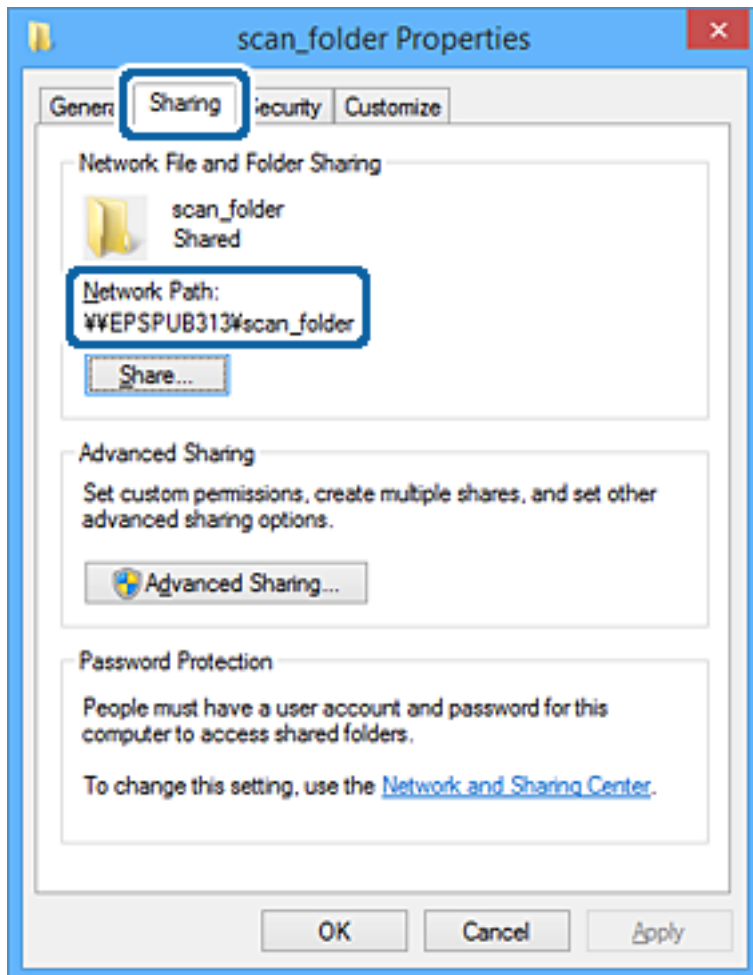 scan_folder Properties
Genera Sharing ecurity Customize
Network File and Folder Sharing
scan_folder
Shared
Network Path:
¥¥EPSPUB313¥scan_folder
Share...
Advanced Sharing
Set custom permissions, create multiple shares, and set other
advanced sharing options.
Advanced Sharing...
Password Protection
People must have a user account and password for this
computer to access shared folders.
To change this setting, use the Network and Sharing Center.
OK Cancel Apply